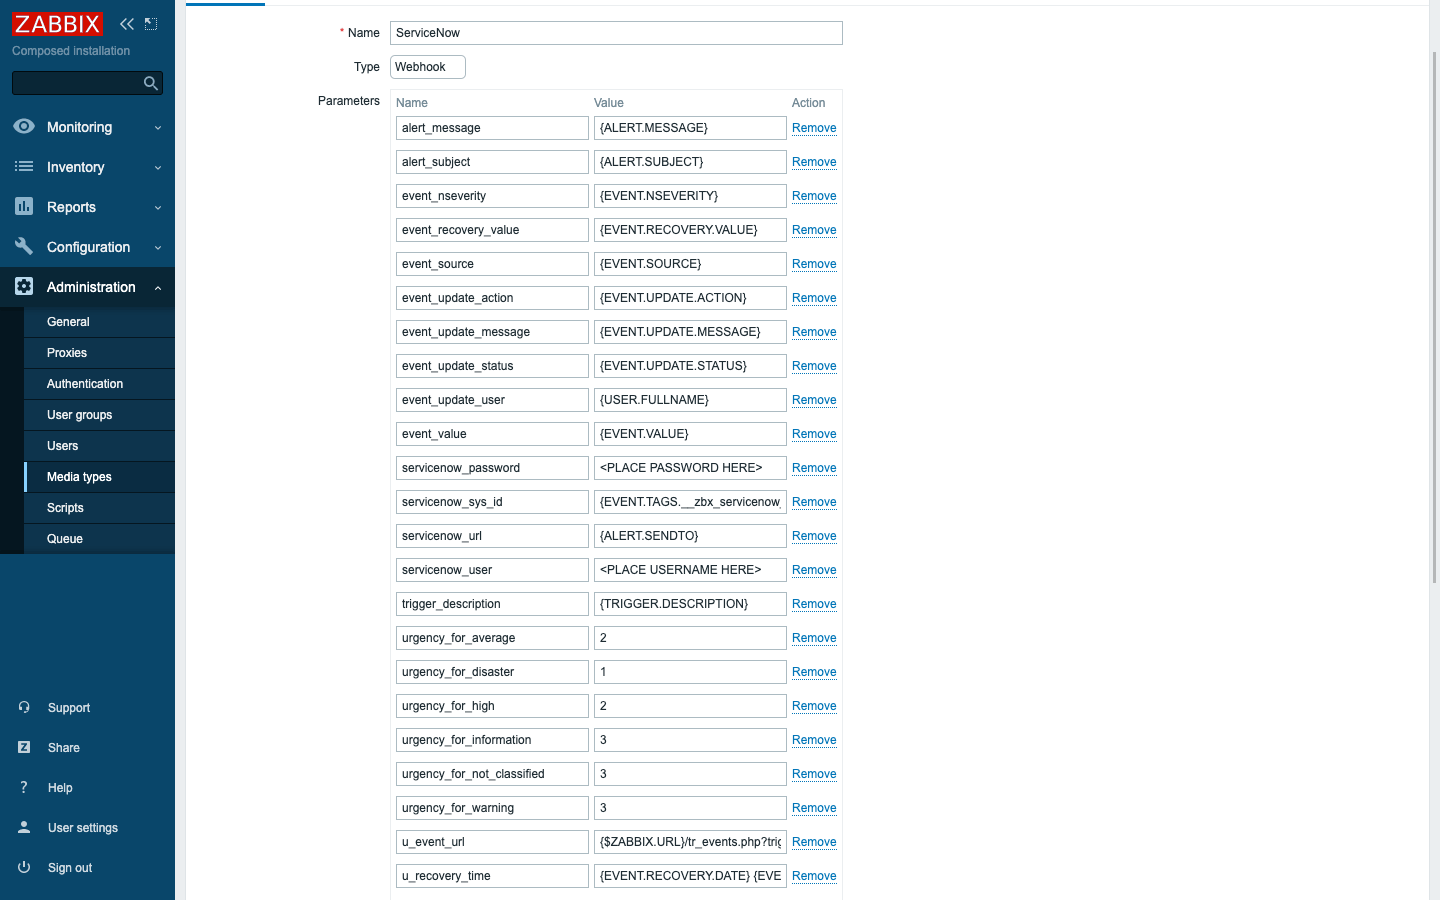 ZABBIX
Composed installation
Monitoring
Inventory
Reports
Configuration
Administration
General
Proxies
Authentication
User groups
Users
Media types
Scripts
Queue
Support
Share
Help
User settings
Sign out
* Name ServiceNow
Type Webhook
Parameters Name Value Action
alert_message {ALERT.MESSAGE} Remove
alert_subject {ALERT.SUBJECT} Remove
event_nseverity {EVENT.NSEVERITY} Remove
event_recovery_value {EVENT.RECOVERY.VALUE} Remove
event_source {EVENT.SOURCE} Remove
event_update_action {EVENT.UPDATE.ACTION} Remove
event_update_message {EVENT.UPDATE.MESSAGE} Remove
event_update_status {EVENT.UPDATE.STATUS} Remove
event_update_user {USER.FULLNAME} Remove
event_value {EVENT.VALUE} Remove
servicenow_password <PLACE PASSWORD HERE> Remove
servicenow_sys_id {EVENT.TAGS.__zbx_servicenow_ Remove
servicenow_url {ALERT.SENDTO} Remove
servicenow_user <PLACE USERNAME HERE> Remove
trigger_description {TRIGGER.DESCRIPTION} Remove
urgency_for_average 2 Remove
urgency_for_disaster 1 Remove
urgency_for_high 2 Remove
urgency_for_information 3 Remove
urgency_for_not_classified 3 Remove
urgency_for_warning 3 Remove
u_event_url {$ZABBIX.URL}/tr_events.php?trig Remove
u_recovery_time {EVENT.RECOVERY.DATE} {EVE Remove